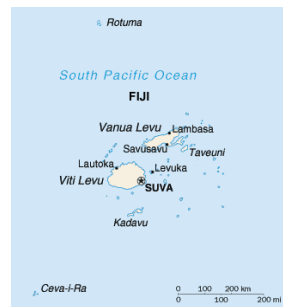 Rotuma
South Pacific Ocean
FIJI
Vanua Levu
Lambasa
Savusavu
Taveuni
Lautoka
Levuka
Viti Levu
SUVA
Kadavu
Ceva-I-Ra
0 100 200 km
0 100 200 mi